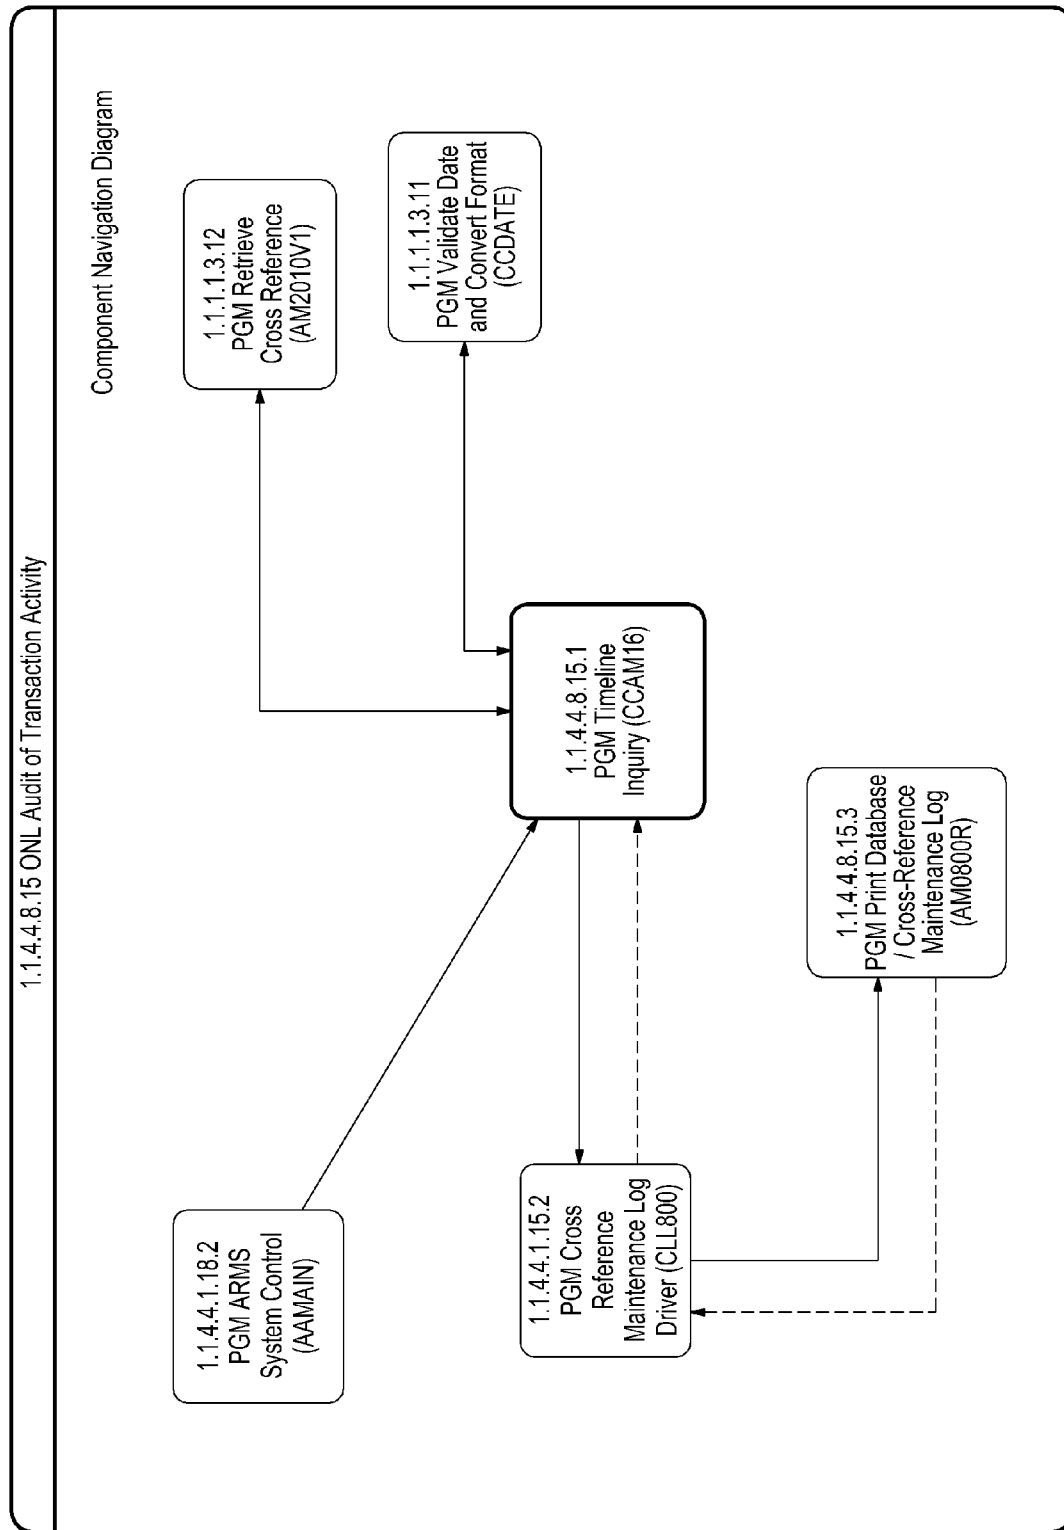 1.1.4.4.8.15 ONL Audit of Transaction Activity
Component Navigation Diagram
1.1.4.4.1.18.2
PGM ARMS
System Control
(AAMAIN)
1.1.1.1.3.12
PGM Retrieve
Cross Reference
(AM2010V1)
1.1.1.1.3.11
PGM Validate Date
and Convert Format
(CCDATE)
1.1.4.4.8.15.1
PGM Timeline
Inquiry (CCAM16)
1.1.4.4.1.15.2
PGM Cross
Reference
Maintenance Log
Driver (CLL800)
1.1.4.4.8.15.3
PGM Print Database
/ Cross-Reference
Maintenance Log
(AM0800R)